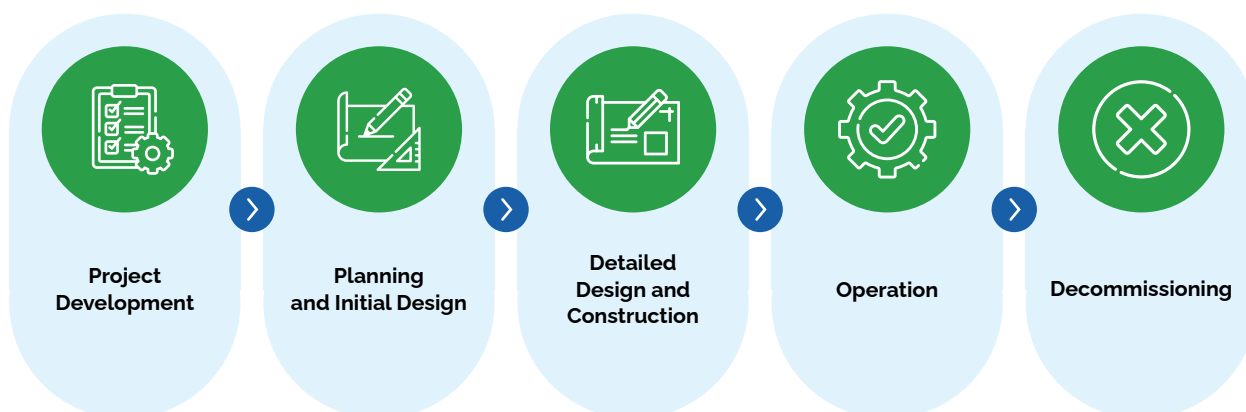 Project
Development
Planning
and Initial Design
Detailed
Design and
Construction
Operation
Decommissioning